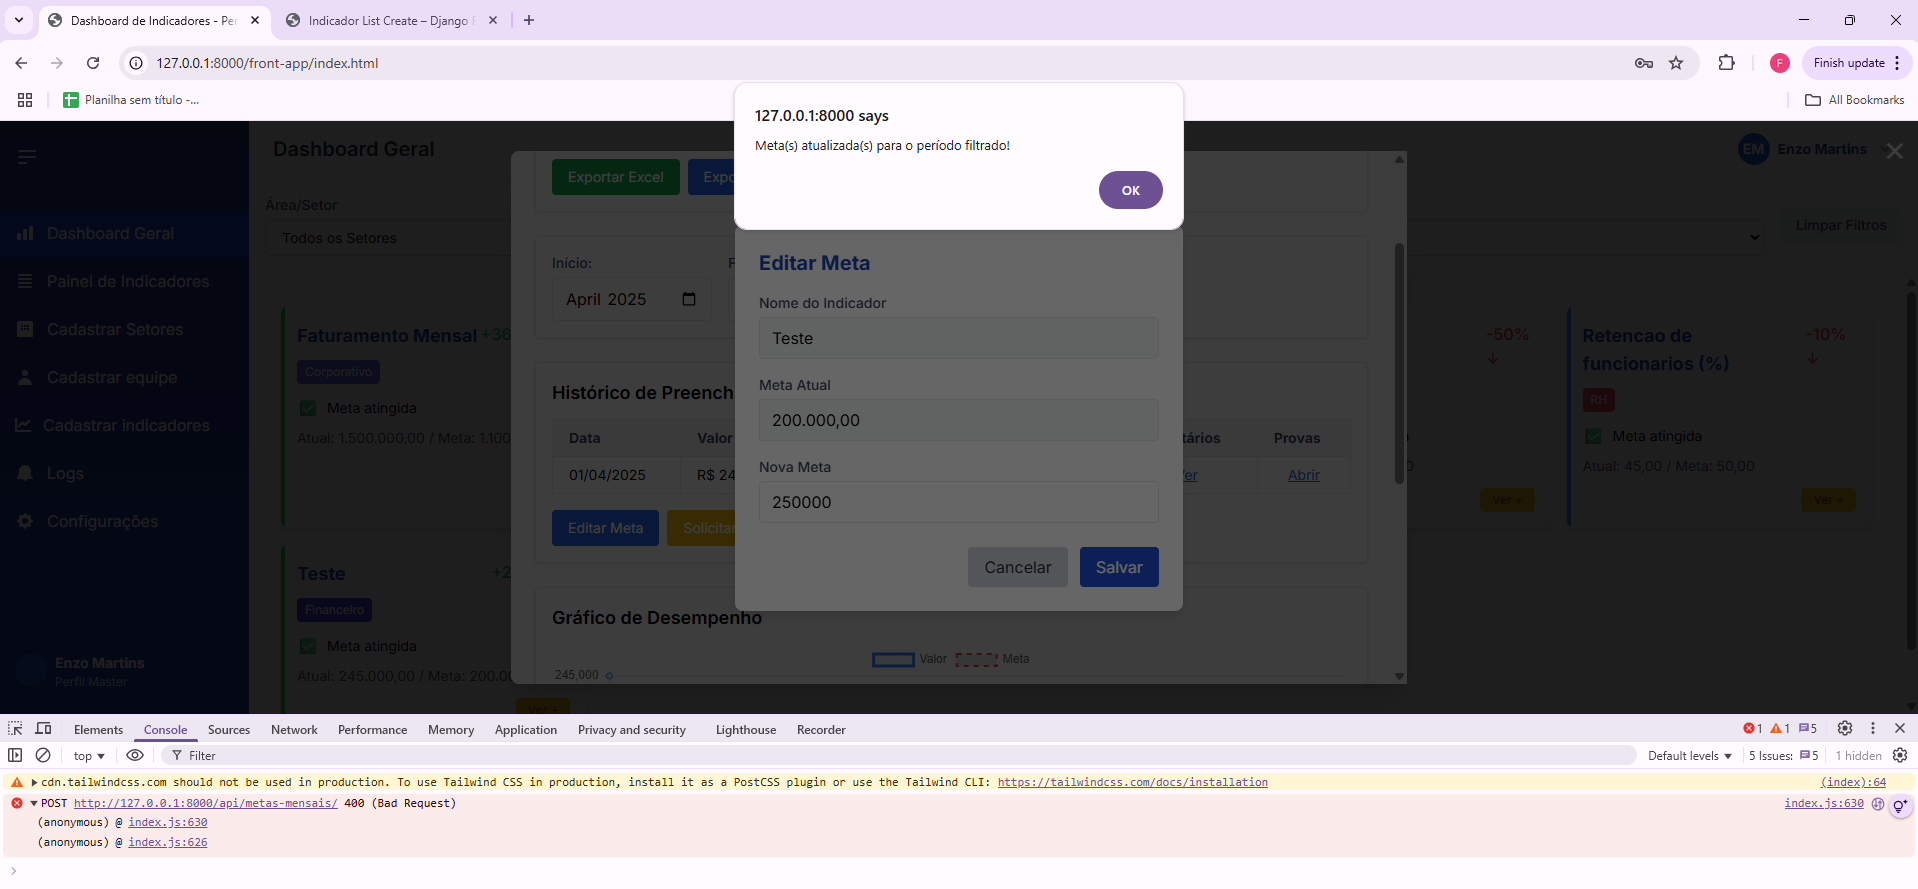 Dashboard de Indicadores - Per
Indicador List Create – Django R
127.0.0.1:8000/front-app/index.html
Finish update
F
Planilha sem título -...
All Bookmarks
127.0.0.1:8000 says
Meta(s) atualizada(s) para o período filtrado!
OK
Dashboard Geral
EM
Enzo Martins
Exportar Excel
Expo
Área/Setor
Todos os Setores
Limpar Filtros
Dashboard Geral
Painel de Indicadores
Cadastrar Setores
Cadastrar equipe
Cadastrar indicadores
Logs
Configurações
Enzo Martins
Perfil Master
Início:
F
April 2025
Editar Meta
Nome do Indicador
Teste
Meta Atual
200.000,00
Nova Meta
250000
Cancelar
Salvar
Faturamento Mensal
+36
Corporativo
Meta atingida
Atual: 1.500.000,00 / Meta: 1.100
Histórico de Preench
Data
Valor
tários
Provas
01/04/2025
R$ 24
Ver
Abrir
Editar Meta
Solicitar
-50%
Ver +
Retencao de
funcionarios (%)
-10%
RH
Meta atingida
Atual: 45,00 / Meta: 50,00
Ver +
Teste
+2
Financeiro
Meta atingida
Atual: 245.000,00 / Meta: 200.00
Ver +
Gráfico de Desempenho
Valor
Meta
245,000
Elements
Console
Sources
Network
Performance
Memory
Application
Privacy and security
Lighthouse
Recorder
1
1
5
top
Filter
Default levels
5 Issues:
5
1 hidden
cdn.tailwindcss.com should not be used in production. To use Tailwind CSS in production, install it as a PostCSS plugin or use the Tailwind CLI: https://tailwindcss.com/docs/installation
(index):64
POST http://127.0.0.1:8000/api/metas-mensais/ 400 (Bad Request)
index.js:630
(anonymous) @ index.js:630
(anonymous) @ index.js:626